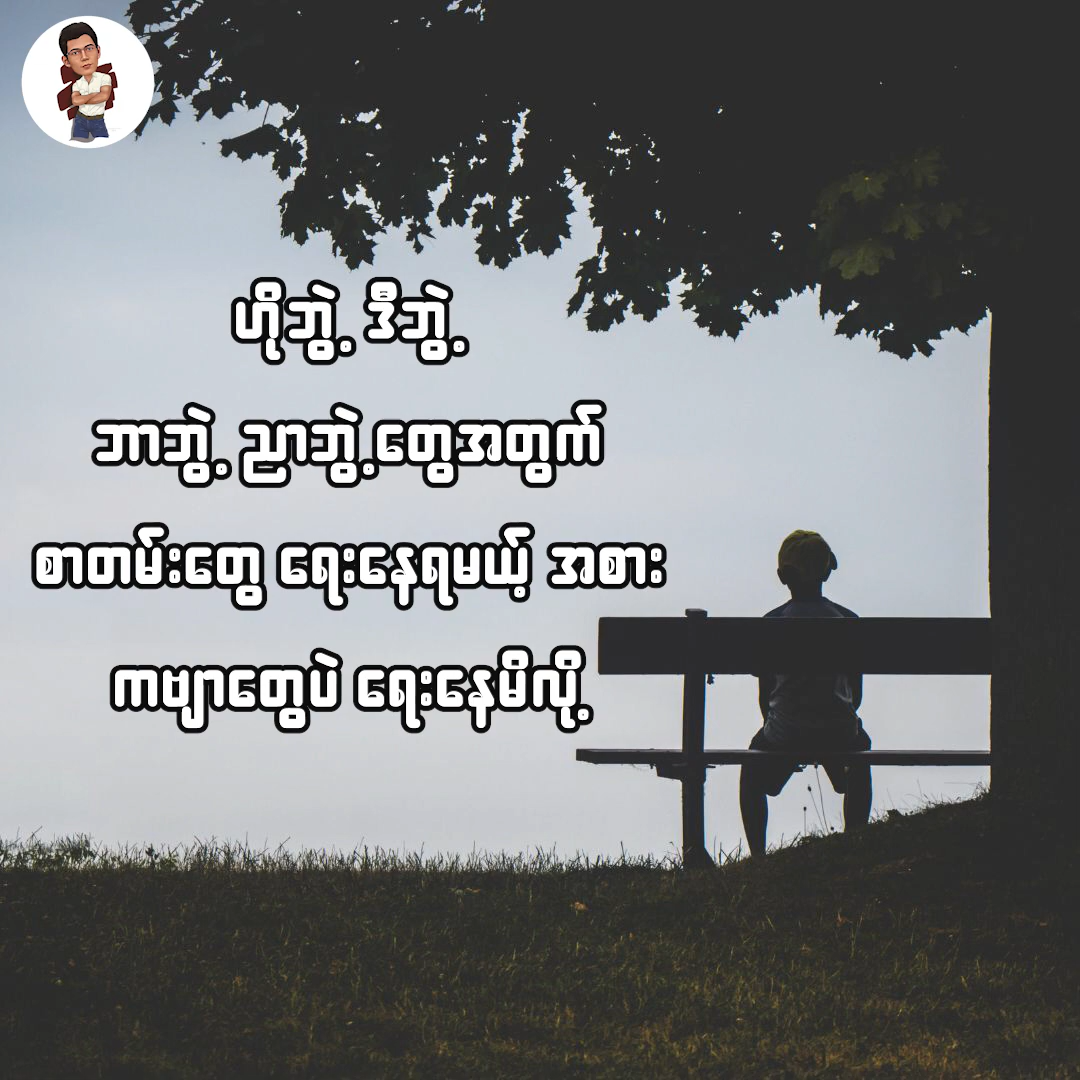 ဟိုဘွဲ့ ဒီဘွဲ့
ဘာဘွဲ့ ညာဘွဲ့တွေအတွက်
စာတမ်းတွေ ရေးနေရမယ့် အစား
ကဗျာတွေပဲ ရေးနေမိလို့